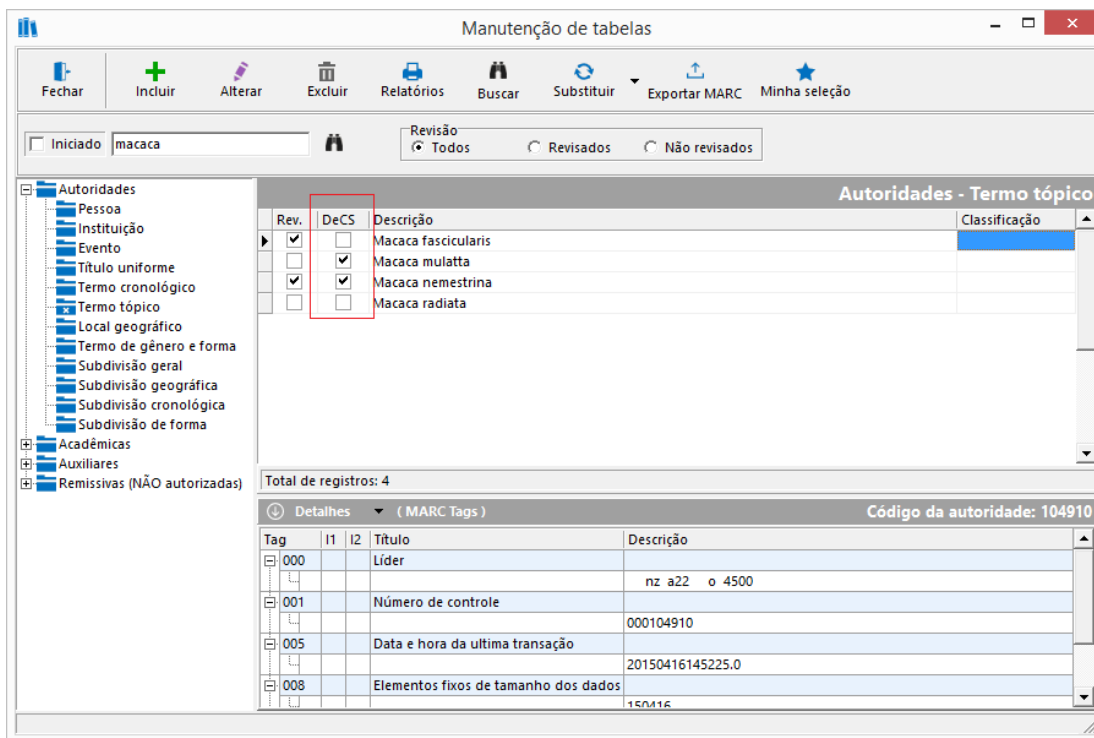 Manutenção de tabelas
Fechar Incluir Alterar Excluir Relatórios Buscar Substituir Exportar MARC Minha seleção
Iniciado macaca
Revisão
Todos Revisados Não revisados
Autoridades
Pessoa
Instituição
Evento
Título uniforme
Termo cronológico
Termo tópico
Local geográfico
Termo de gênero e forma
Subdivisão geral
Subdivisão geográfica
Subdivisão cronológica
Subdivisão de forma
Acadêmicas
Auxiliares
Remissivas (NÃO autorizadas)
Autoridades - Termo tópico
Rev. DeCS Descrição Classificação
Macaca fascicularis
Macaca mulatta
Macaca nemestrina
Macaca radiata
Total de registros: 4
Detalhes ( MARC Tags ) Código da autoridade: 104910
Tag I1 I2 Título Descrição
000 Líder
nz a22 o 4500
001 Número de controle
000104910
005 Data e hora da ultima transação
20150416145225.0
008 Elementos fixos de tamanho dos dados
150416